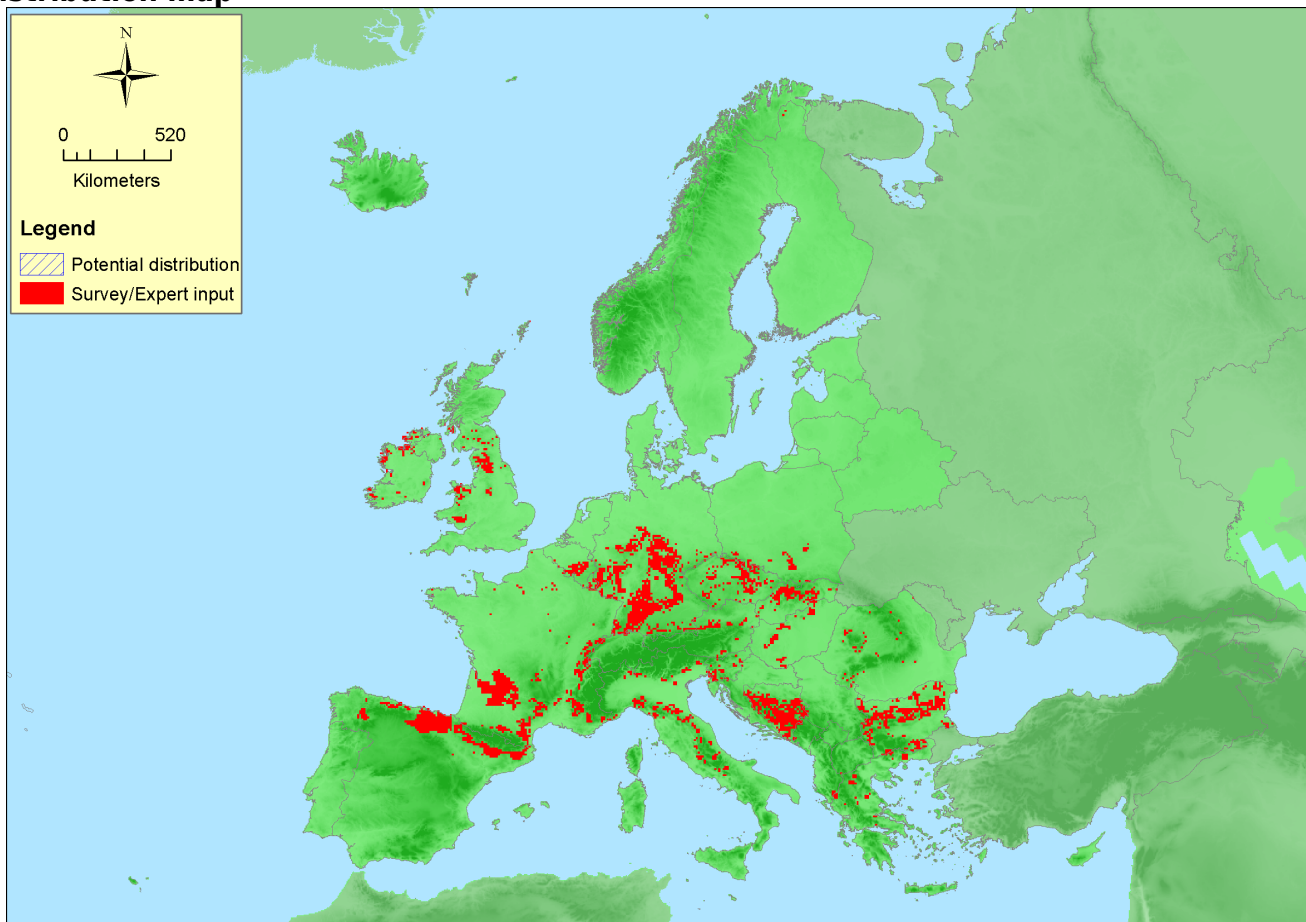 N
0 520
Kilometers
Legend
Potential distribution
Survey/Expert input